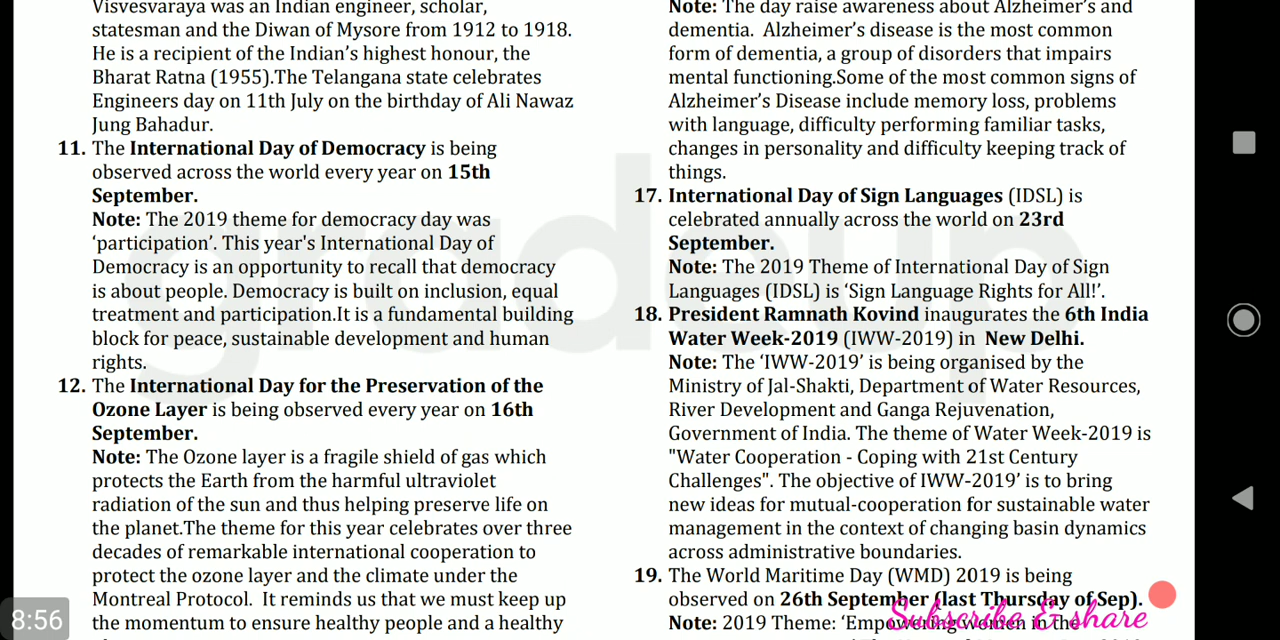 Visvesvaraya was an Indian engineer, scholar,
statesman and the Diwan of Mysore from 1912 to 1918.
He is a recipient of the Indian's highest honour, the
Bharat Ratna (1955).The Telangana state celebrates
Engineers day on 11th July on the birthday of Ali Nawaz
Jung Bahadur.
11. The International Day of Democracy is being
observed across the world every year on 15th
September.
Note: The 2019 theme for democracy day was
‘participation’. This year's International Day of
Democracy is an opportunity to recall that democracy
is about people. Democracy is built on inclusion, equal
treatment and participation.It is a fundamental building
block for peace, sustainable development and human
rights.
12. The International Day for the Preservation of the
Ozone Layer is being observed every year on 16th
September.
Note: The Ozone layer is a fragile shield of gas which
protects the Earth from the harmful ultraviolet
radiation of the sun and thus helping preserve life on
the planet.The theme for this year celebrates over three
decades of remarkable international cooperation to
protect the ozone layer and the climate under the
Montreal Protocol.  It reminds us that we must keep up
the momentum to ensure healthy people and a healthy
Note: The day raise awareness about Alzheimer's and
dementia.  Alzheimer's disease is the most common
form of dementia, a group of disorders that impairs
mental functioning.Some of the most common signs of
Alzheimer's Disease include memory loss, problems
with language, difficulty performing familiar tasks,
changes in personality and difficulty keeping track of
things.
17. International Day of Sign Languages (IDSL) is
celebrated annually across the world on 23rd
September.
Note: The 2019 Theme of International Day of Sign
Languages (IDSL) is ‘Sign Language Rights for All!’.
18. President Ramnath Kovind inaugurates the 6th India
Water Week-2019 (IWW-2019) in  New Delhi.
Note: The ‘IWW-2019’ is being organised by the
Ministry of Jal-Shakti, Department of Water Resources,
River Development and Ganga Rejuvenation,
Government of India. The theme of Water Week-2019 is
"Water Cooperation - Coping with 21st Century
Challenges". The objective of IWW-2019’ is to bring
new ideas for mutual-cooperation for sustainable water
management in the context of changing basin dynamics
across administrative boundaries.
19. The World Maritime Day (WMD) 2019 is being
observed on 26th September (last Thursday of Sep).
Note: 2019 Theme: ‘Empowering women in the
gradeup
8:56
Subscribe & share